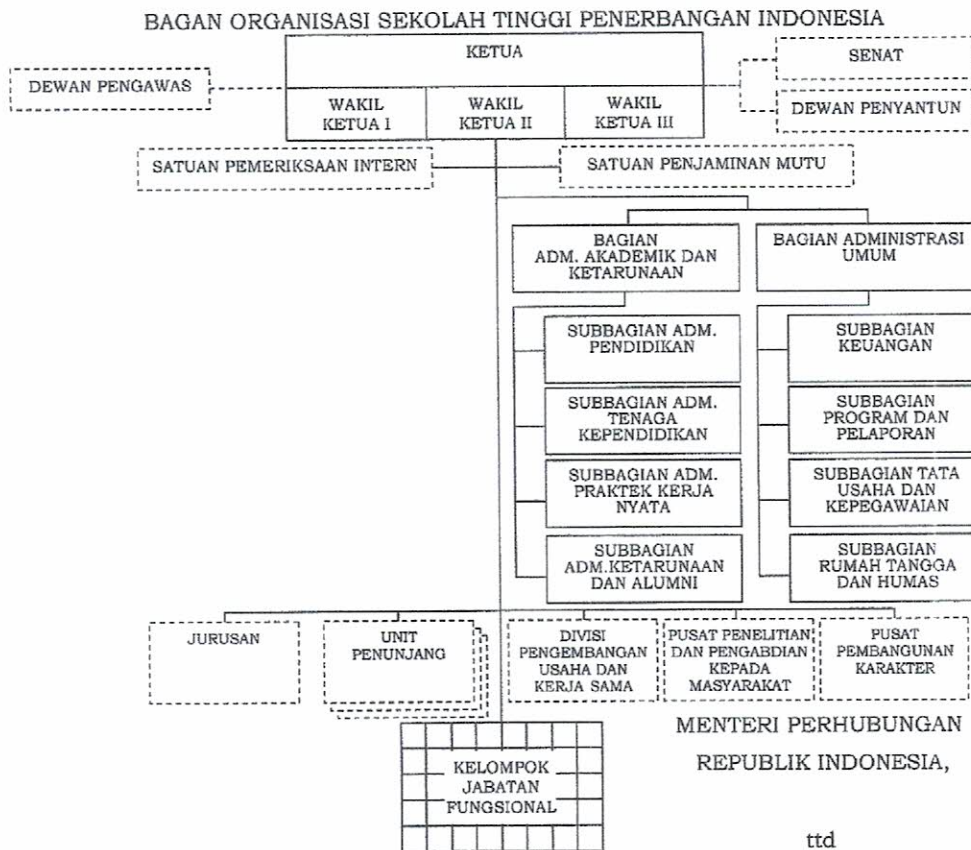 BAGAN ORGANISASI SEKOLAH TINGGI PENERBANGAN INDONESIA
KETUA
WAKIL
KETUA I
WAKIL
KETUA II
WAKIL
KETUA III
DEWAN PENGAWAS
SENAT
DEWAN PENYANTUN
SATUAN PEMERIKSAAN INTERN
SATUAN PENJAMINAN MUTU
BAGIAN
ADM. AKADEMIK DAN
KETARUNAAN
BAGIAN ADMINISTRASI
UMUM
SUBBAGIAN ADM.
PENDIDIKAN
SUBBAGIAN ADM.
TENAGA
KEPENDIDIKAN
SUBBAGIAN ADM.
PRAKTEK KERJA
NYATA
SUBBAGIAN
ADM.KETARUNAAN
DAN ALUMNI
SUBBAGIAN
KEUANGAN
SUBBAGIAN
PROGRAM DAN
PELAPORAN
SUBBAGIAN TATA
USAHA DAN
KEPEGAWAIAN
SUBBAGIAN
RUMAH TANGGA
DAN HUMAS
JURUSAN
UNIT
PENUNJANG
DIVISI
PENGEMBANGAN
USAHA DAN
KERJA SAMA
PUSAT PENELITIAN
DAN PENGABDIAN
KEPADA
MASYARAKAT
PUSAT
PEMBANGUNAN
KARAKTER
KELOMPOK
JABATAN
FUNGSIONAL
MENTERI PERHUBUNGAN
REPUBLIK INDONESIA,
ttd